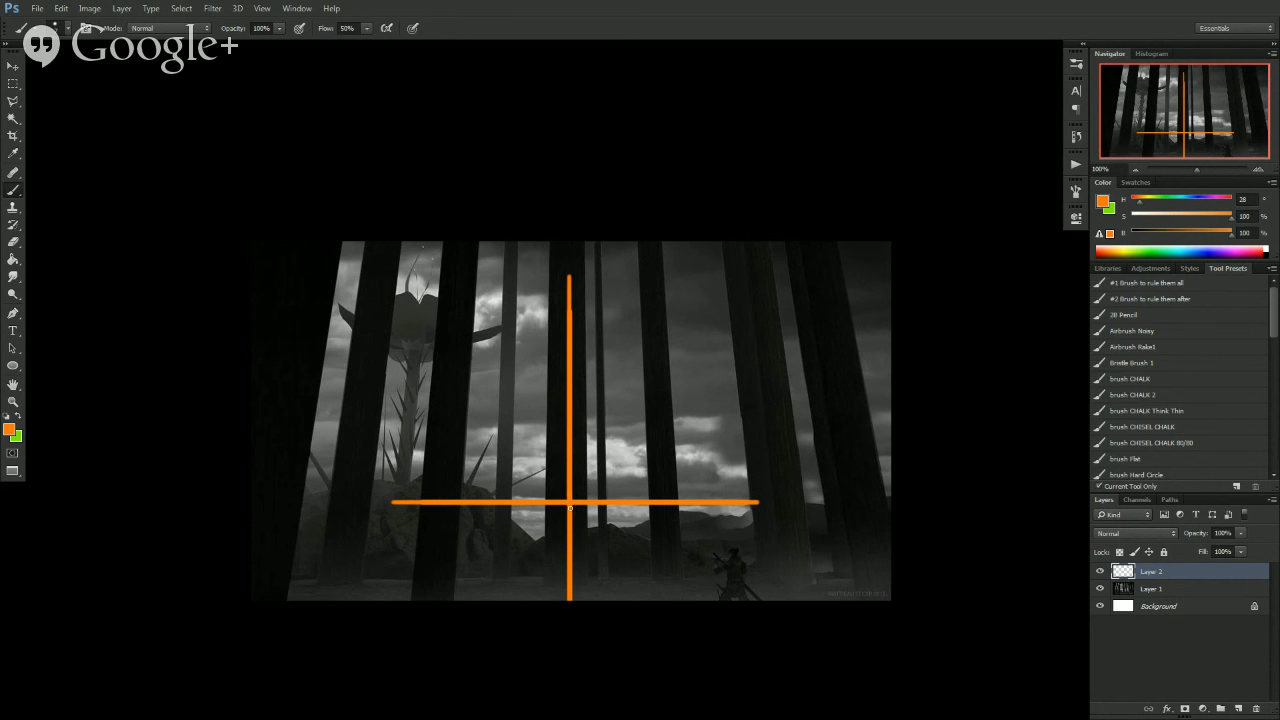 Ps File Edit Image Layer Type Select Filter 3D View Window Help
Mode: Normal Opacity: 100% Flow: 50% Essentials
Google+
Navigator Histogram
100%
Color Swatches
H 28 °
S 100 %
B 100 %
Libraries Adjustments Styles Tool Presets
#1 Brush to rule them all
#2 Brush to rule them after
2B Pencil
Airbrush Noisy
Airbrush Rake1
Bristle Brush 1
brush CHALK
brush CHALK 2
brush CHALK Think Thin
brush CHISEL CHALK
brush CHISEL CHALK 80/80
brush Flat
brush Hard Circle
Current Tool Only
Layers Channels Paths
Kind
Normal Opacity: 100%
Lock: Fill: 100%
Layer 2
Layer 1
Background
fx